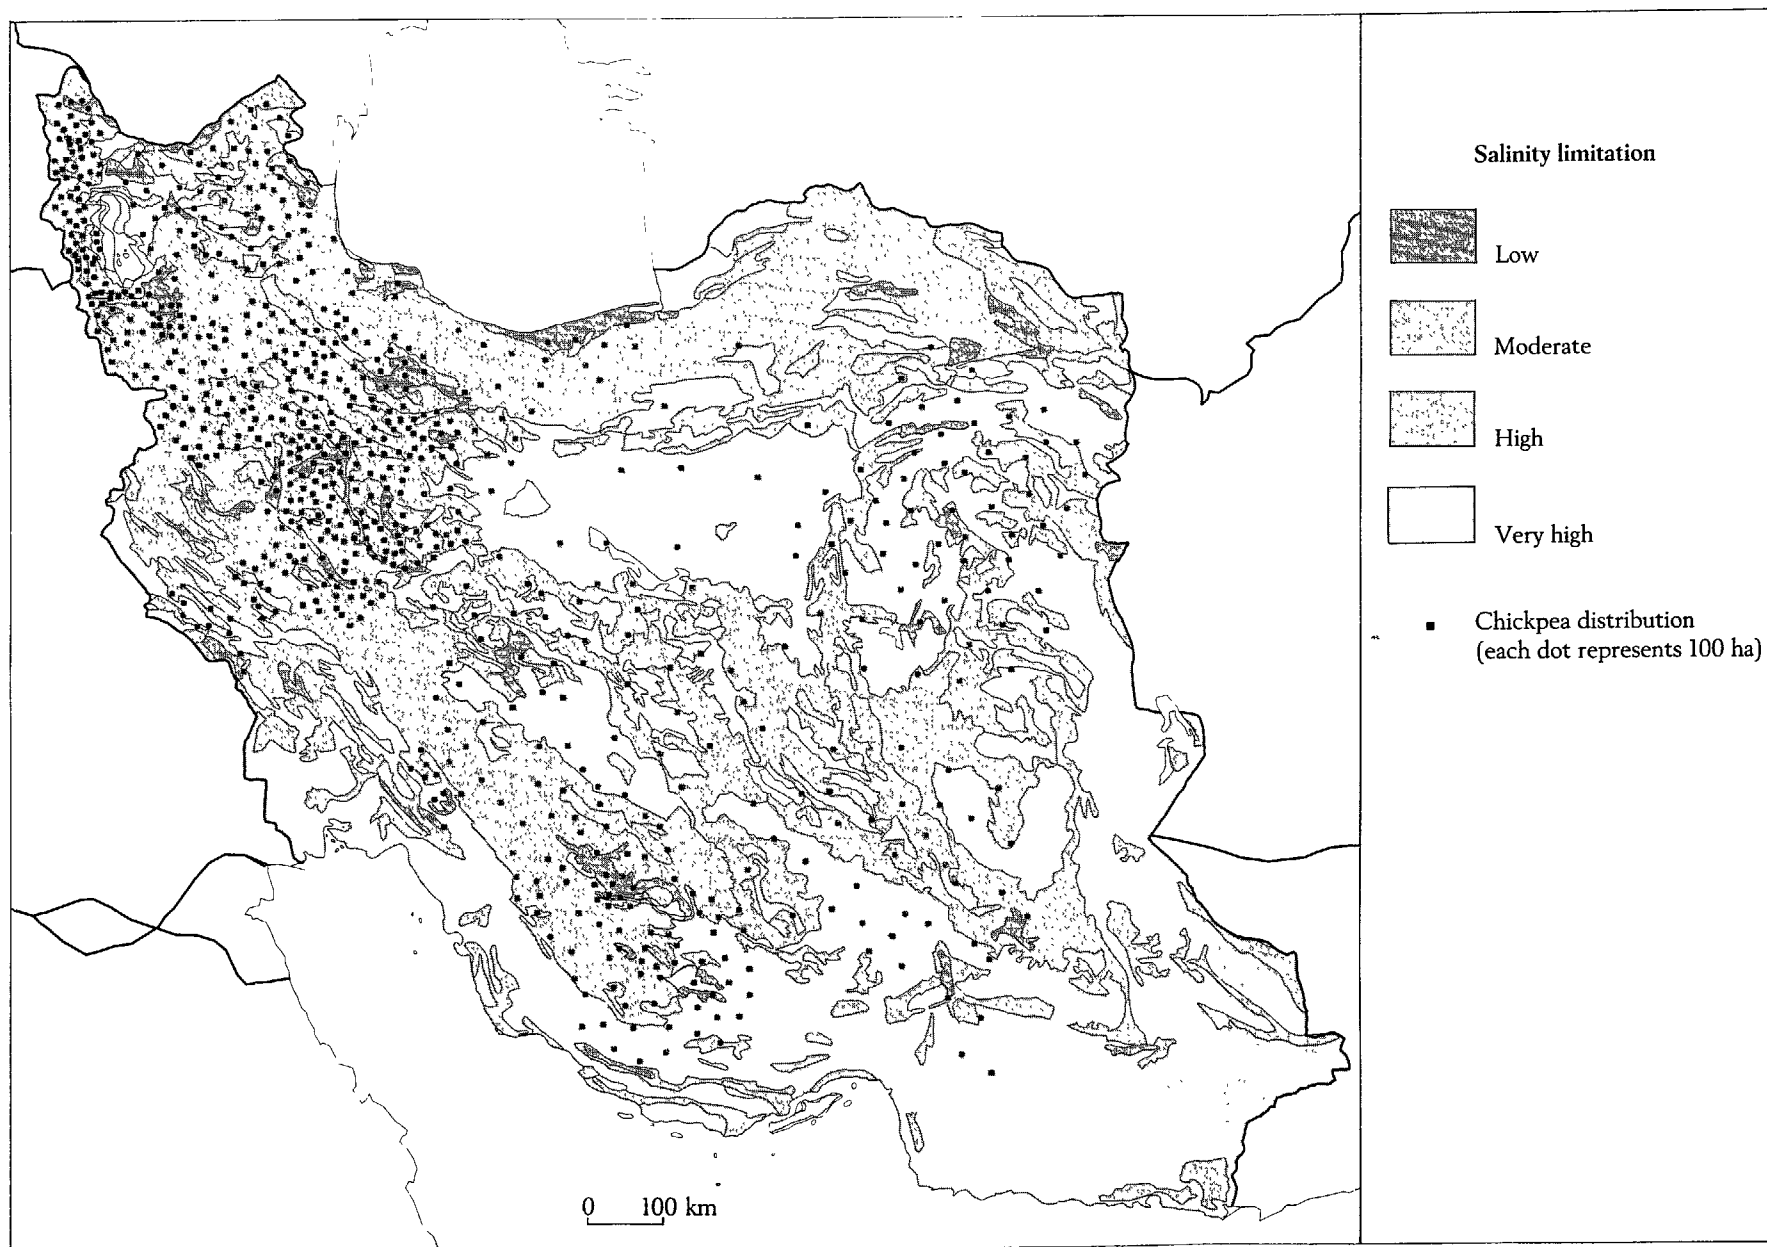 Salinity limitation
Low
Moderate
High
Very high
Chickpea distribution
(each dot represents 100 ha)
0 100 km